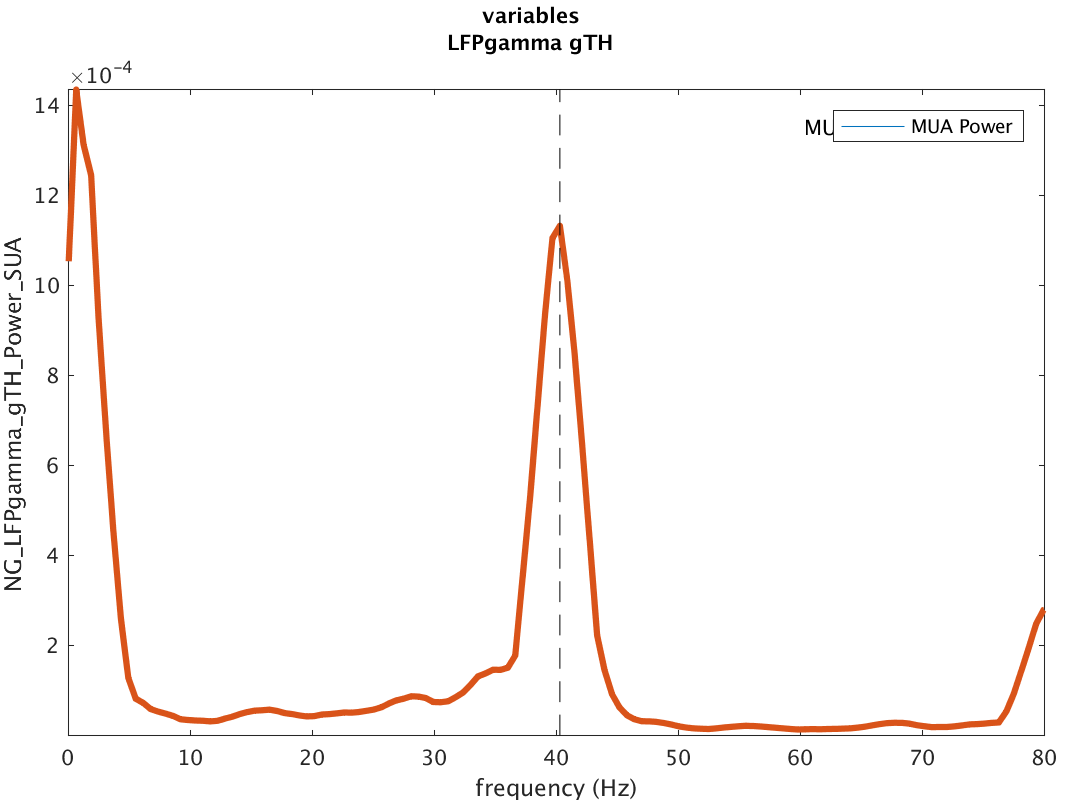 variables
LFPgamma gTH
×10⁻⁴
14
12
10
8
6
4
2
NG_LFPgamma_gTH_Power_SUA
MU
MUA Power
0 10 20 30 40 50 60 70 80
frequency (Hz)